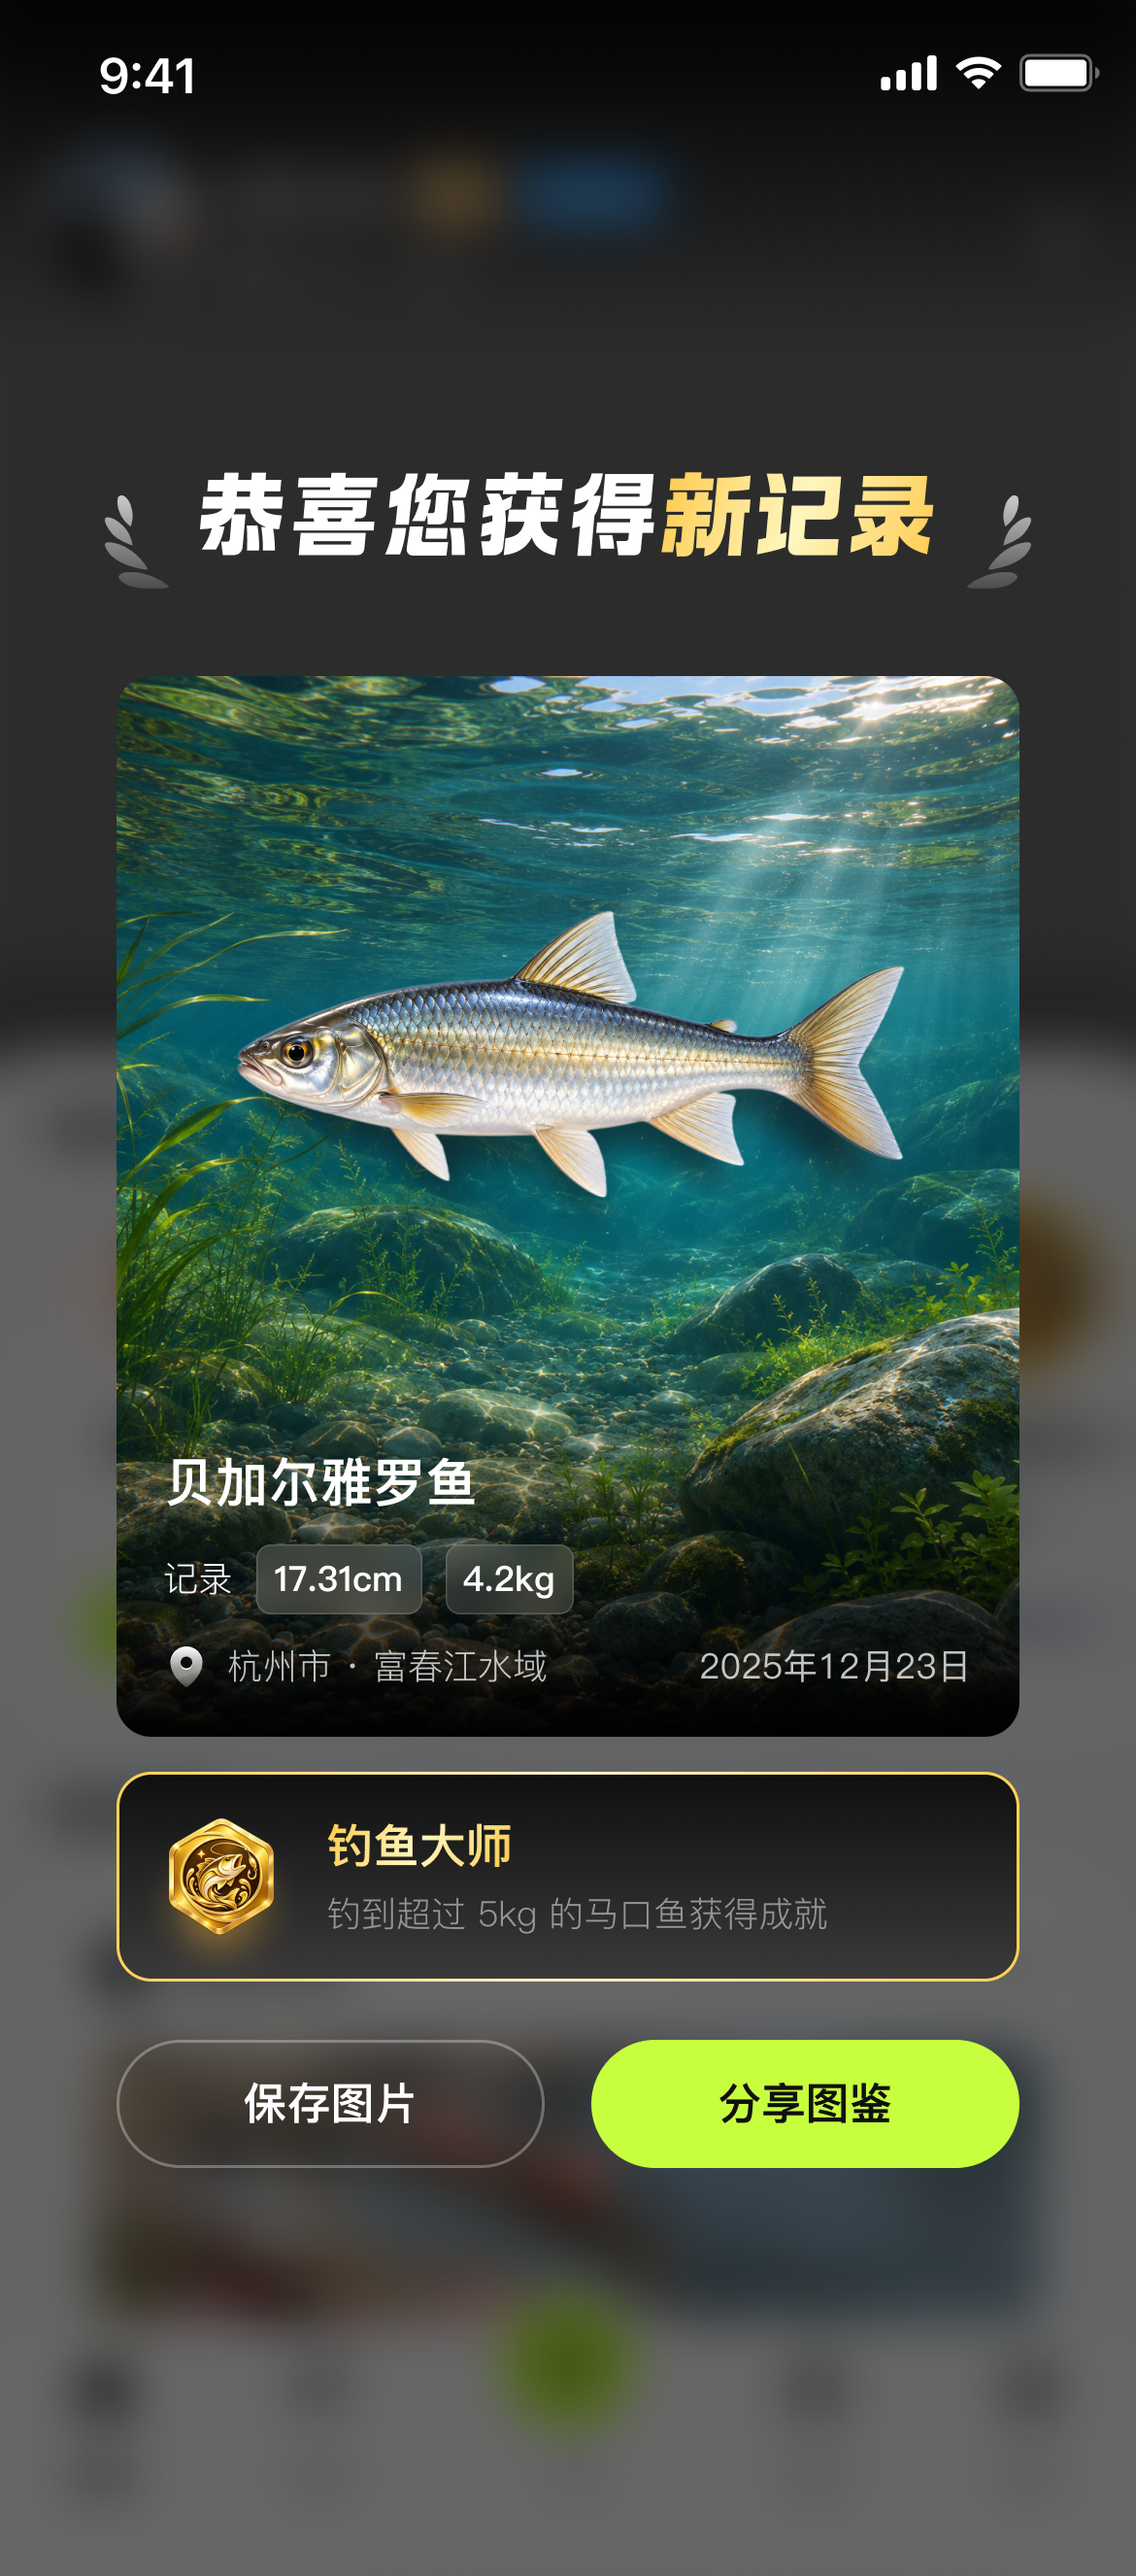 9:41
恭喜您获得新记录
贝加尔雅罗鱼
记录 17.31cm 4.2kg
杭州市 · 富春江水域 2025年12月23日
钓鱼大师
钓到超过 5kg 的马口鱼获得成就
保存图片 分享图鉴